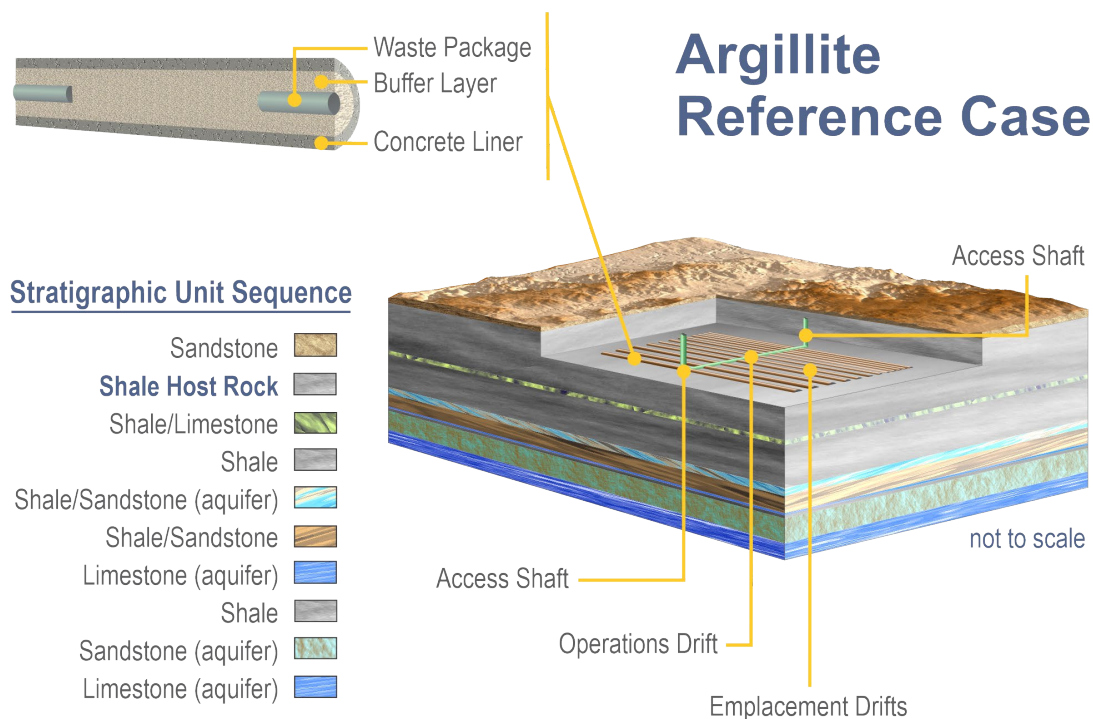 Argillite
Reference Case
Waste Package
Buffer Layer
Concrete Liner
Access Shaft
Stratigraphic Unit Sequence
Sandstone
Shale Host Rock
Shale/Limestone
Shale
Shale/Sandstone (aquifer)
Shale/Sandstone
Limestone (aquifer)
Shale
Sandstone (aquifer)
Limestone (aquifer)
not to scale
Access Shaft
Operations Drift
Emplacement Drifts